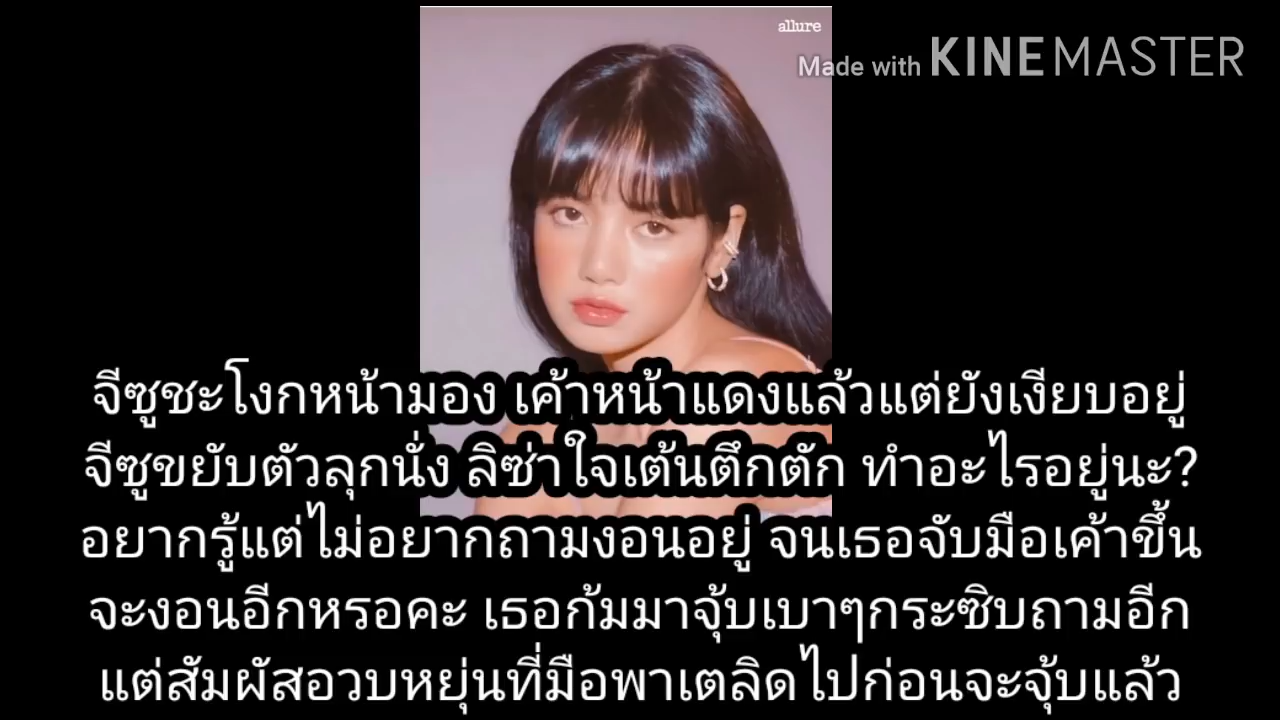 allure
Made with KINEMASTER
จีซูชะโงกหน้ามอง เค้าหน้าแดงแล้วแต่ยังเงียบอยู่
จีซูขยับตัวลุกนั่ง ลิซ่าใจเต้นตึกตัก ทำอะไรอยู่นะ?
อยากรู้แต่ไม่อยากถามงอนอยู่ จนเธอจับมือเค้าขึ้น
จะงอนอีกหรอคะ เธอก้มมาจุ้บเบาๆกระซิบถามอีก
แต่สัมผัสอวบหยุ่นที่มือพาเตลิดไปก่อนจะจุ้บแล้ว